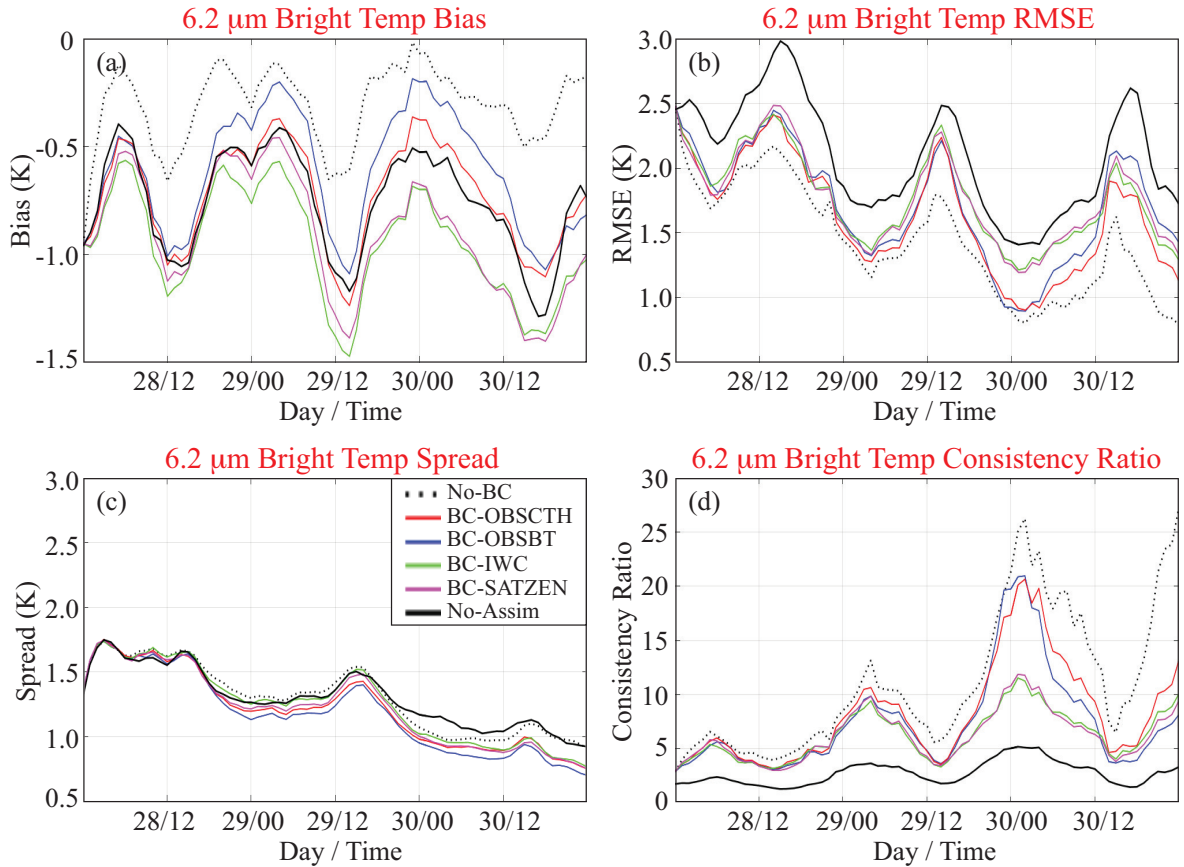 6.2 μm Bright Temp Bias
(a)
0
-0.5
-1.0
-1.5
Bias (K)
28/12 29/00 29/12 30/00 30/12
Day / Time
6.2 μm Bright Temp RMSE
(b)
3.0
2.5
2.0
1.5
1.0
0.5
RMSE (K)
28/12 29/00 29/12 30/00 30/12
Day / Time
6.2 μm Bright Temp Spread
(c)
3.0
2.5
2.0
1.5
1.0
0.5
Spread (K)
No-BC
BC-OBSCTH
BC-OBSBT
BC-IWC
BC-SATZEN
No-Assim
28/12 29/00 29/12 30/00 30/12
Day / Time
6.2 μm Bright Temp Consistency Ratio
(d)
30
25
20
15
10
5
0
Consistency Ratio
28/12 29/00 29/12 30/00 30/12
Day / Time